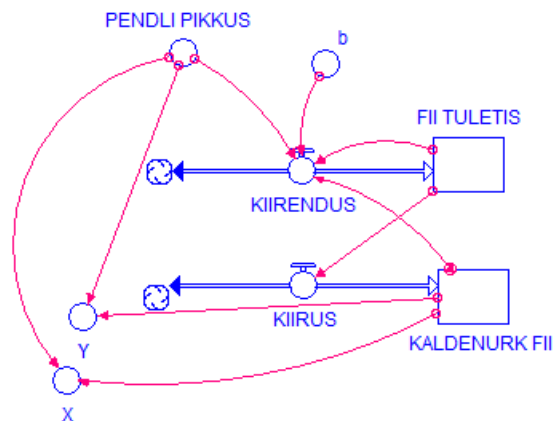 PENDLI PIKKUS
b
FII TULETIS
KIIRENDUS
KIIRUS
Y
KALDENURK FII
X